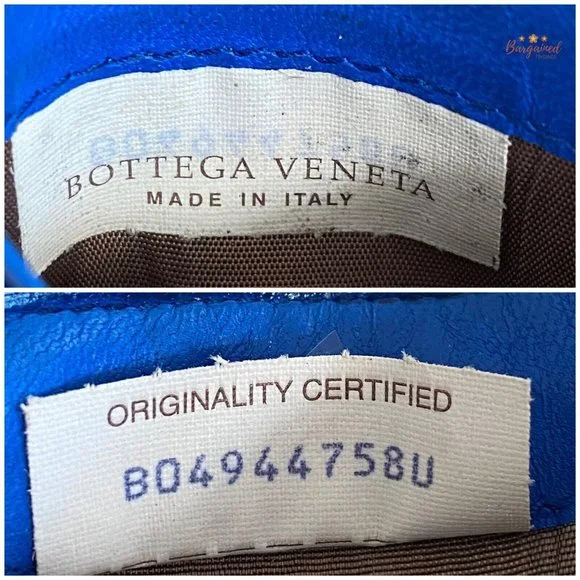 Bargained
BOTTEGA VENETA
MADE IN ITALY
ORIGINALITY CERTIFIED
B04944758U